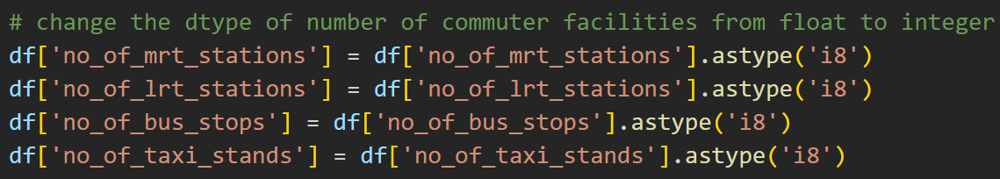 # change the dtype of number of commuter facilities from float to integer
df['no_of_mrt_stations'] = df['no_of_mrt_stations'].astype('i8')
df['no_of_lrt_stations'] = df['no_of_lrt_stations'].astype('i8')
df['no_of_bus_stops'] = df['no_of_bus_stops'].astype('i8')
df['no_of_taxi_stands'] = df['no_of_taxi_stands'].astype('i8')